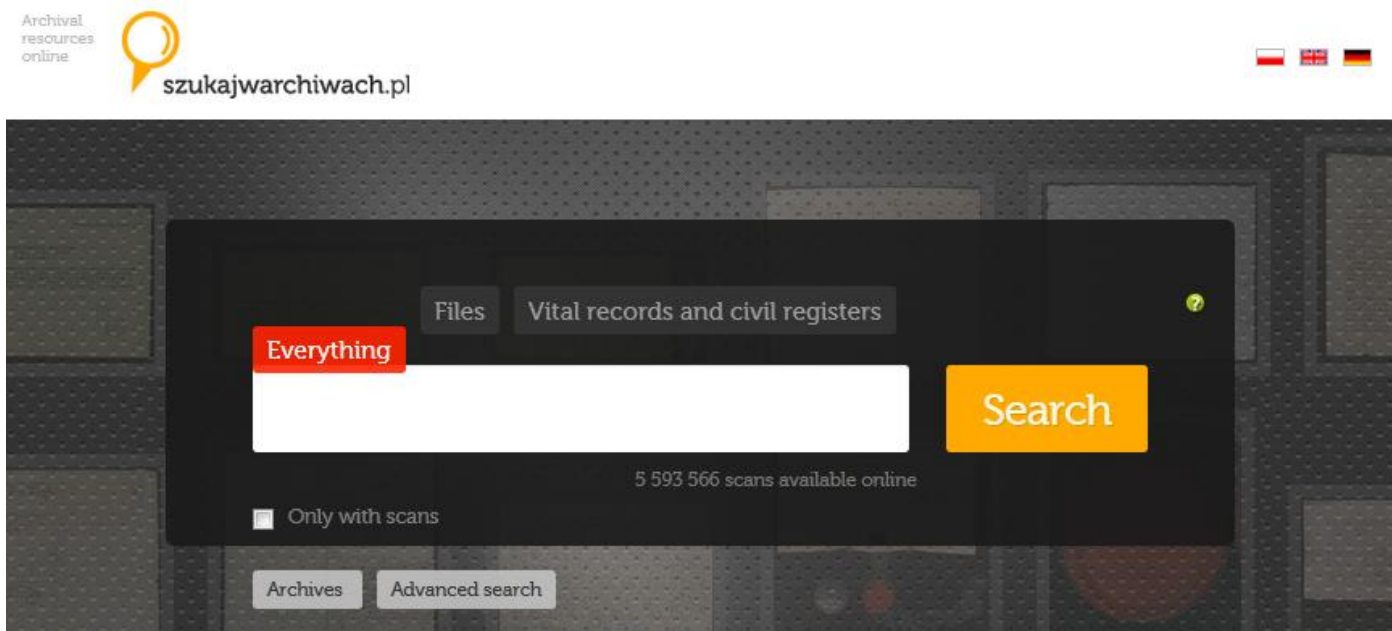 Archival
resources
online
szukajwarchiwach.pl
Files
Vital records and civil registers
?
Everything
Search
5 593 566 scans available online
Only with scans
Archives
Advanced search